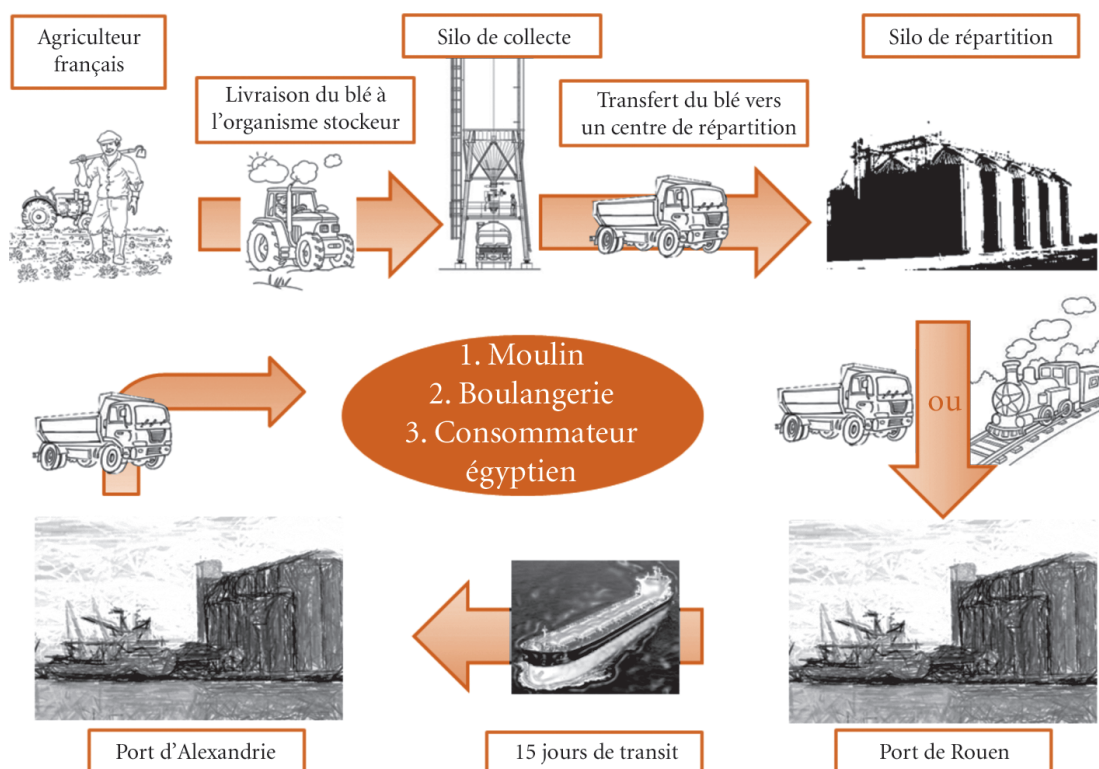 Agriculteur
français
Livraison du blé à
l’organisme stockeur
Silo de collecte
Transfert du blé vers
un centre de répartition
Silo de répartition
ou
1. Moulin
2. Boulangerie
3. Consommateur
égyptien
Port d’Alexandrie
15 jours de transit
Port de Rouen